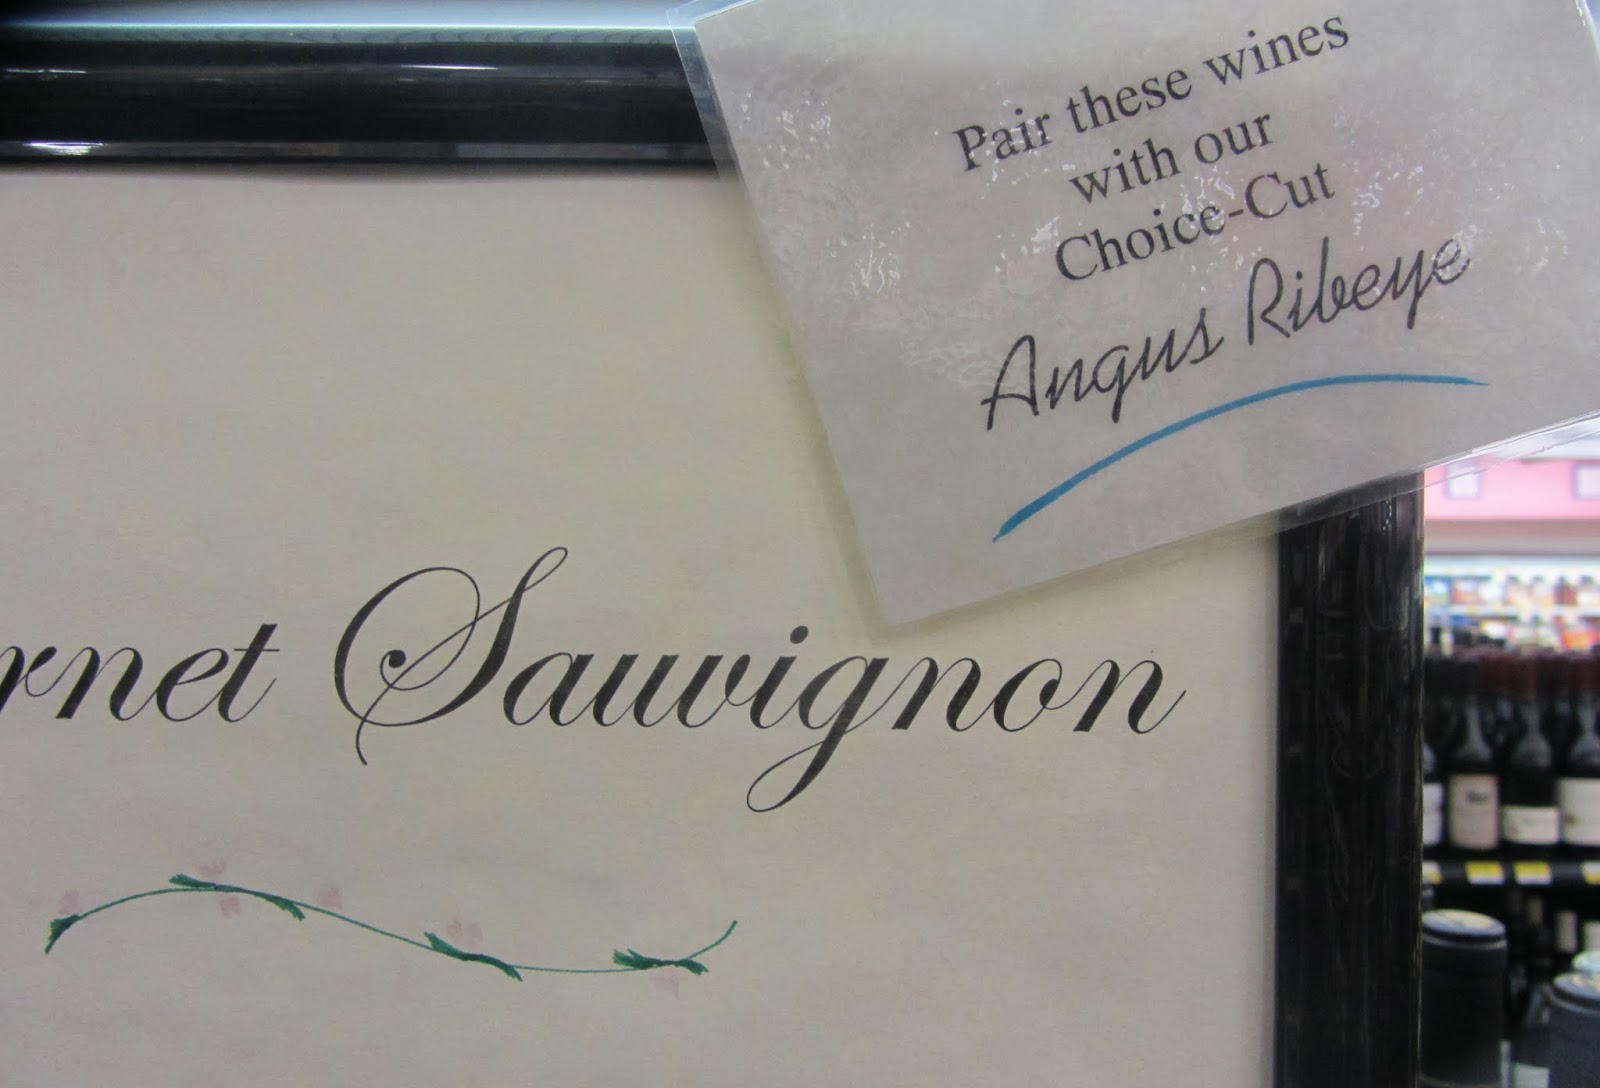 Pair these wines
with our
Choice-Cut
Angus Ribeye
rnet Sauvignon